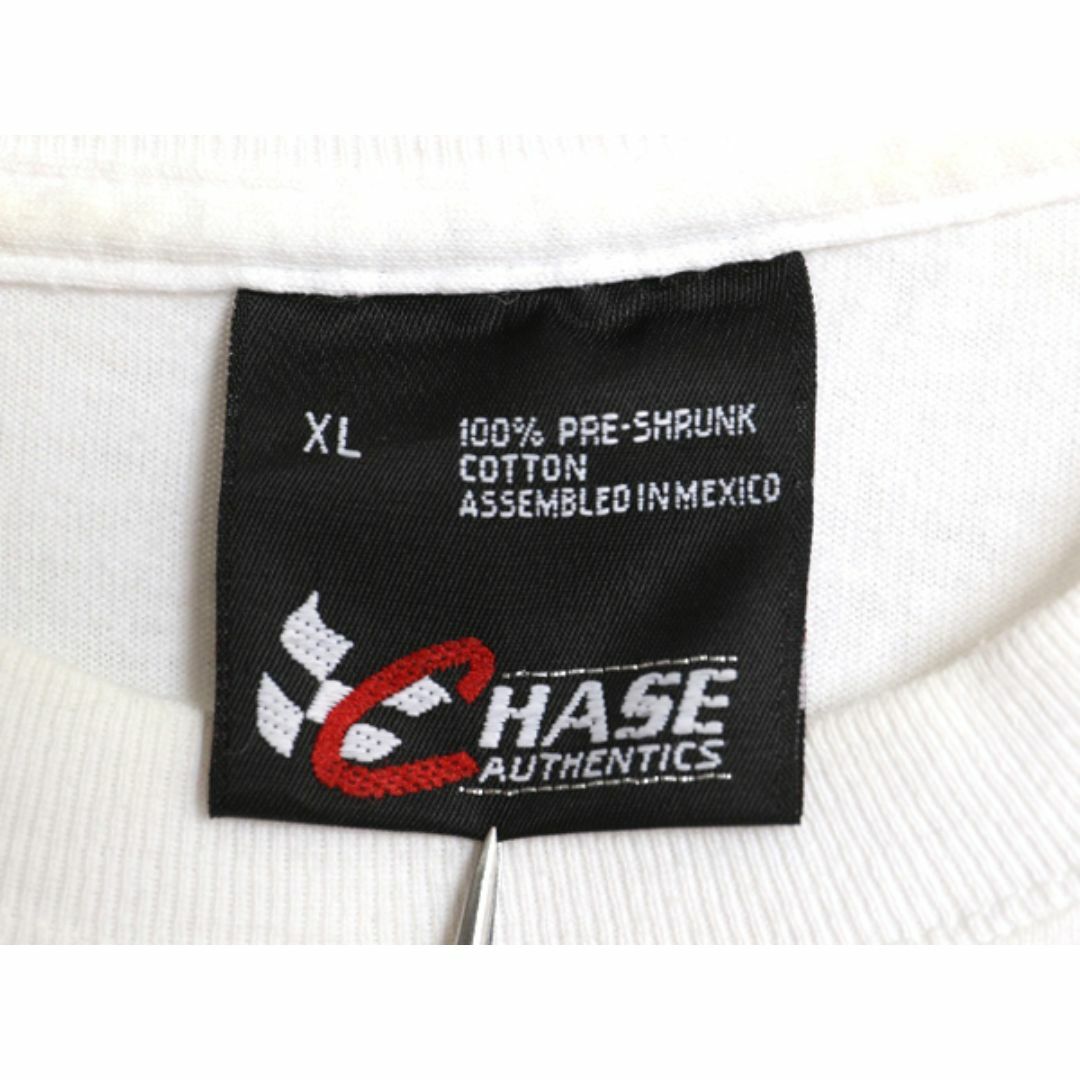 XL
100% PRE-SHRUNK
COTTON
ASSEMBLED IN MEXICO
CHASE
AUTHENTICS